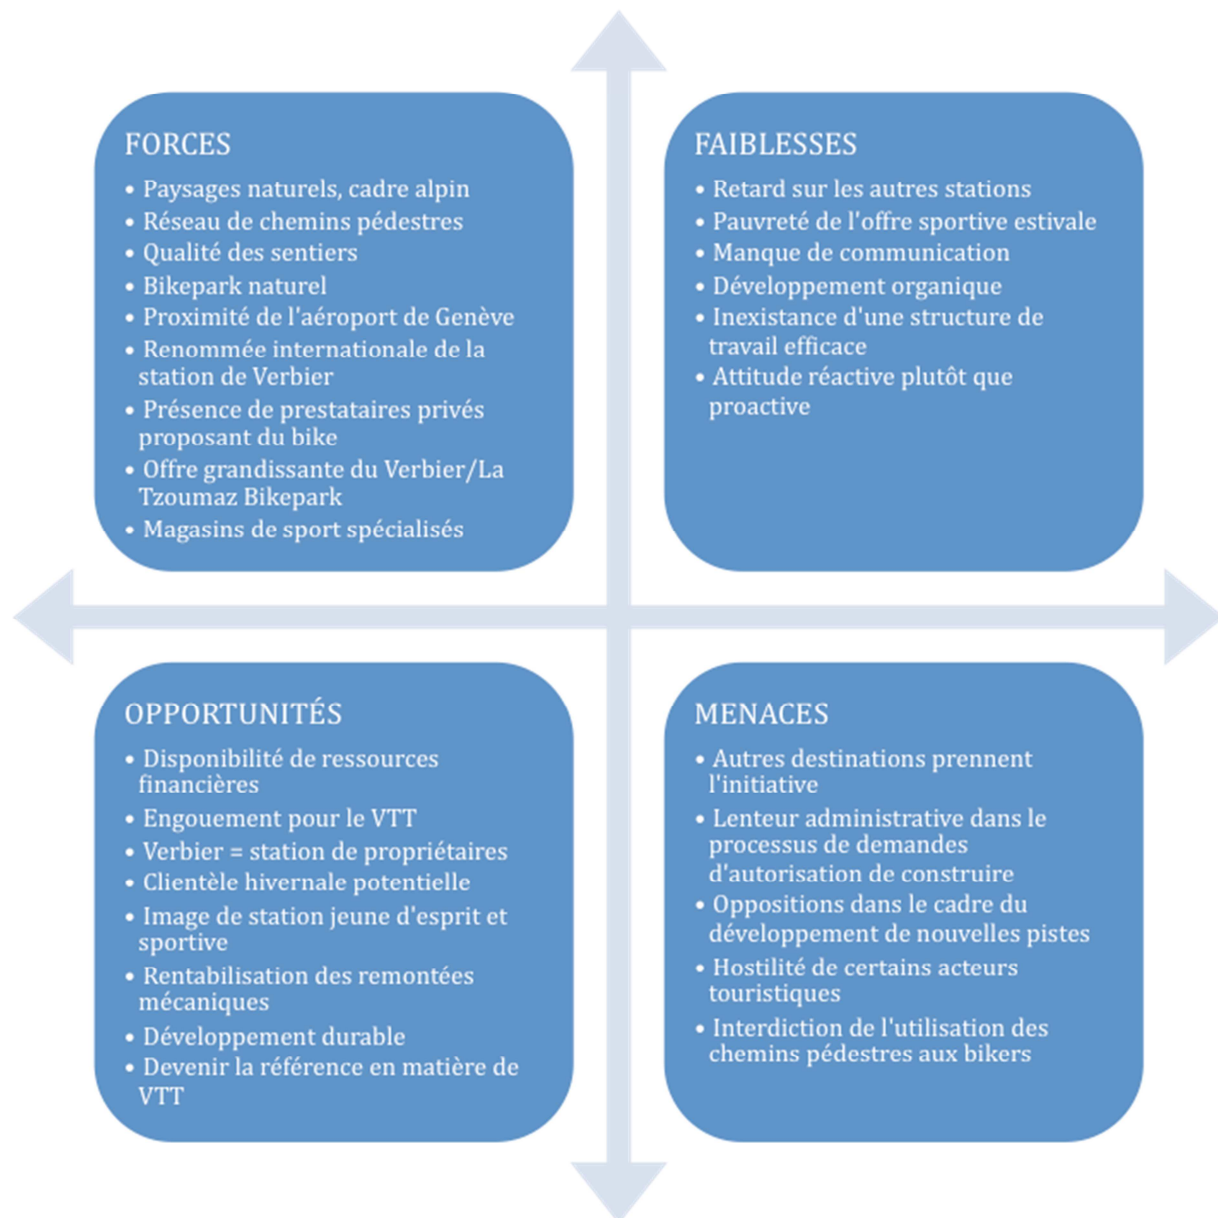 FORCES
• Paysages naturels, cadre alpin
• Réseau de chemins pédestres
• Qualité des sentiers
• Bikepark naturel
• Proximité de l'aéroport de Genève
• Renommée internationale de la
station de Verbier
• Présence de prestataires privés
proposant du bike
• Offre grandissante du Verbier/La
Tzoumaz Bikepark
• Magasins de sport spécialisés
FAIBLESSES
• Retard sur les autres stations
• Pauvreté de l'offre sportive estivale
• Manque de communication
• Développement organique
• Inexistance d'une structure de
travail efficace
• Attitude réactive plutôt que
proactive
OPPORTUNITÉS
• Disponibilité de ressources
financières
• Engouement pour le VTT
• Verbier = station de propriétaires
• Clientèle hivernale potentielle
• Image de station jeune d'esprit et
sportive
• Rentabilisation des remontées
mécaniques
• Développement durable
• Devenir la référence en matière de
VTT
MENACES
• Autres destinations prennent
l'initiative
• Lenteur administrative dans le
processus de demandes
d'autorisation de construire
• Oppositions dans le cadre du
développement de nouvelles pistes
• Hostilité de certains acteurs
touristiques
• Interdiction de l'utilisation des
chemins pédestres aux bikers